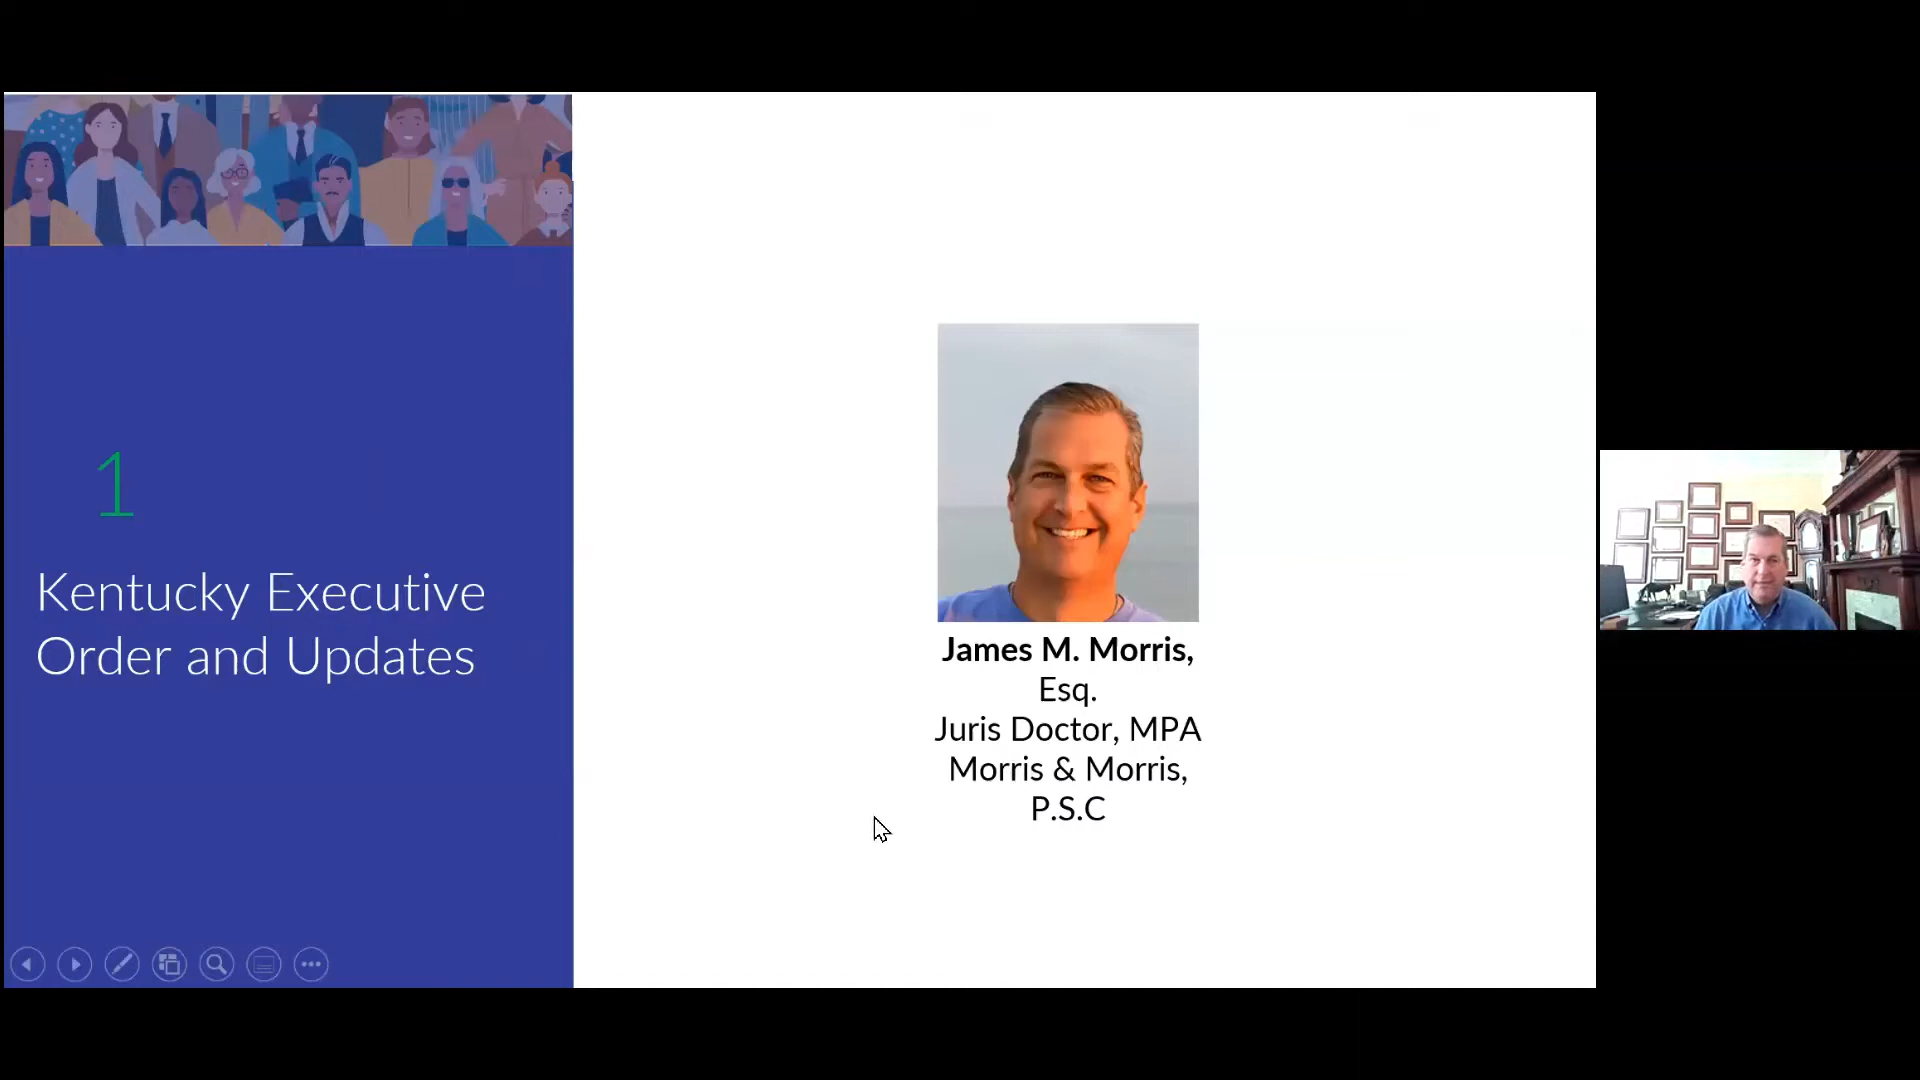 1
Kentucky Executive
Order and Updates
James M. Morris,
Esq.
Juris Doctor, MPA
Morris & Morris,
P.S.C